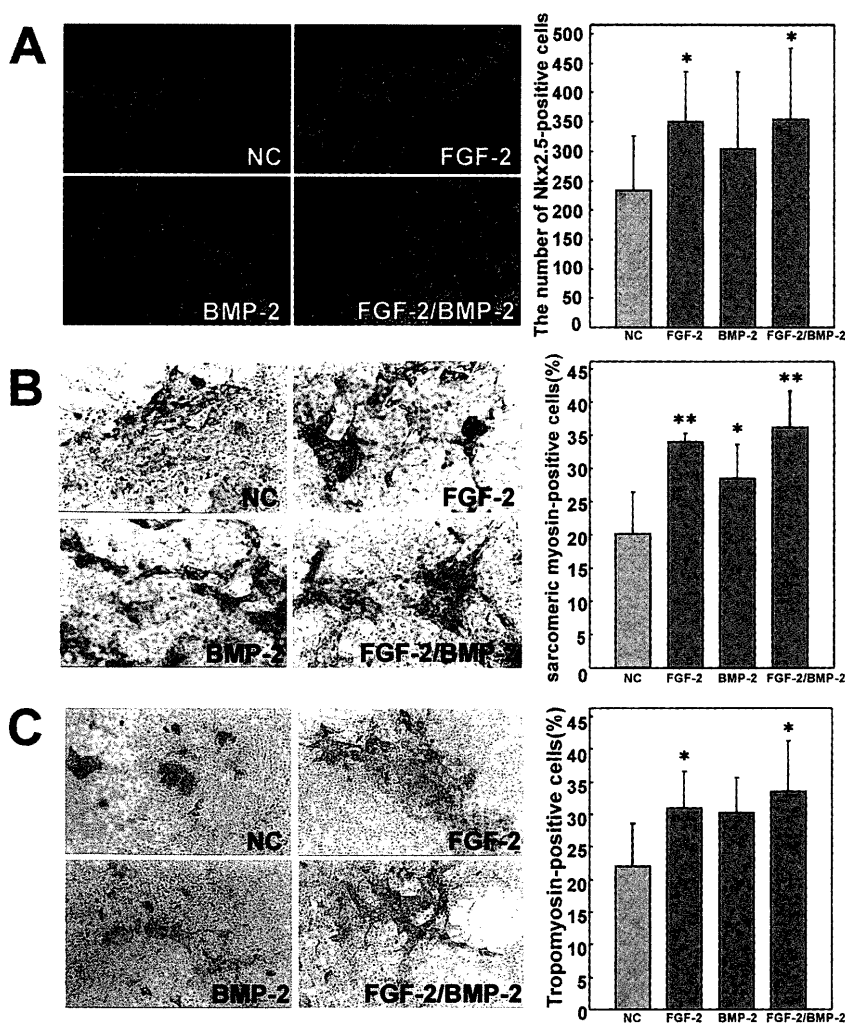 A
NC
FGF-2
BMP-2
FGF-2/BMP-2
The number of Nkx2.5-positive cells
500
450
400
350
300
250
200
150
100
50
0
*
*
NC FGF-2 BMP-2 FGF-2/BMP-2
B
NC
FGF-2
BMP-2
FGF-2/BMP-2
sarcomeric myosin-positive cells(%)
45
40
35
30
25
20
15
10
5
0
**
*
**
NC FGF-2 BMP-2 FGF-2/BMP-2
C
NC
FGF-2
BMP-2
FGF-2/BMP-2
Tropomyosin-positive cells(%)
45
40
35
30
25
20
15
10
5
0
*
*
NC FGF-2 BMP-2 FGF-2/BMP-2